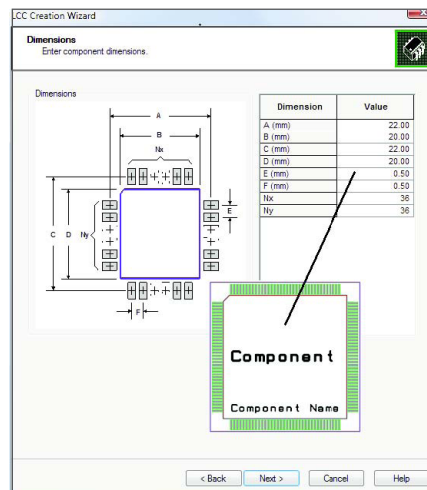 LCC Creation Wizard
Dimensions
Enter component dimensions.
Dimensions
A
B
Nx
C
D
Ny
E
F
Dimension Value
A (mm) 22.00
B (mm) 20.00
C (mm) 22.00
D (mm) 20.00
E (mm) 0.50
F (mm) 0.50
Nx 36
Ny 36
Component
Component Name
< Back Next > Cancel Help